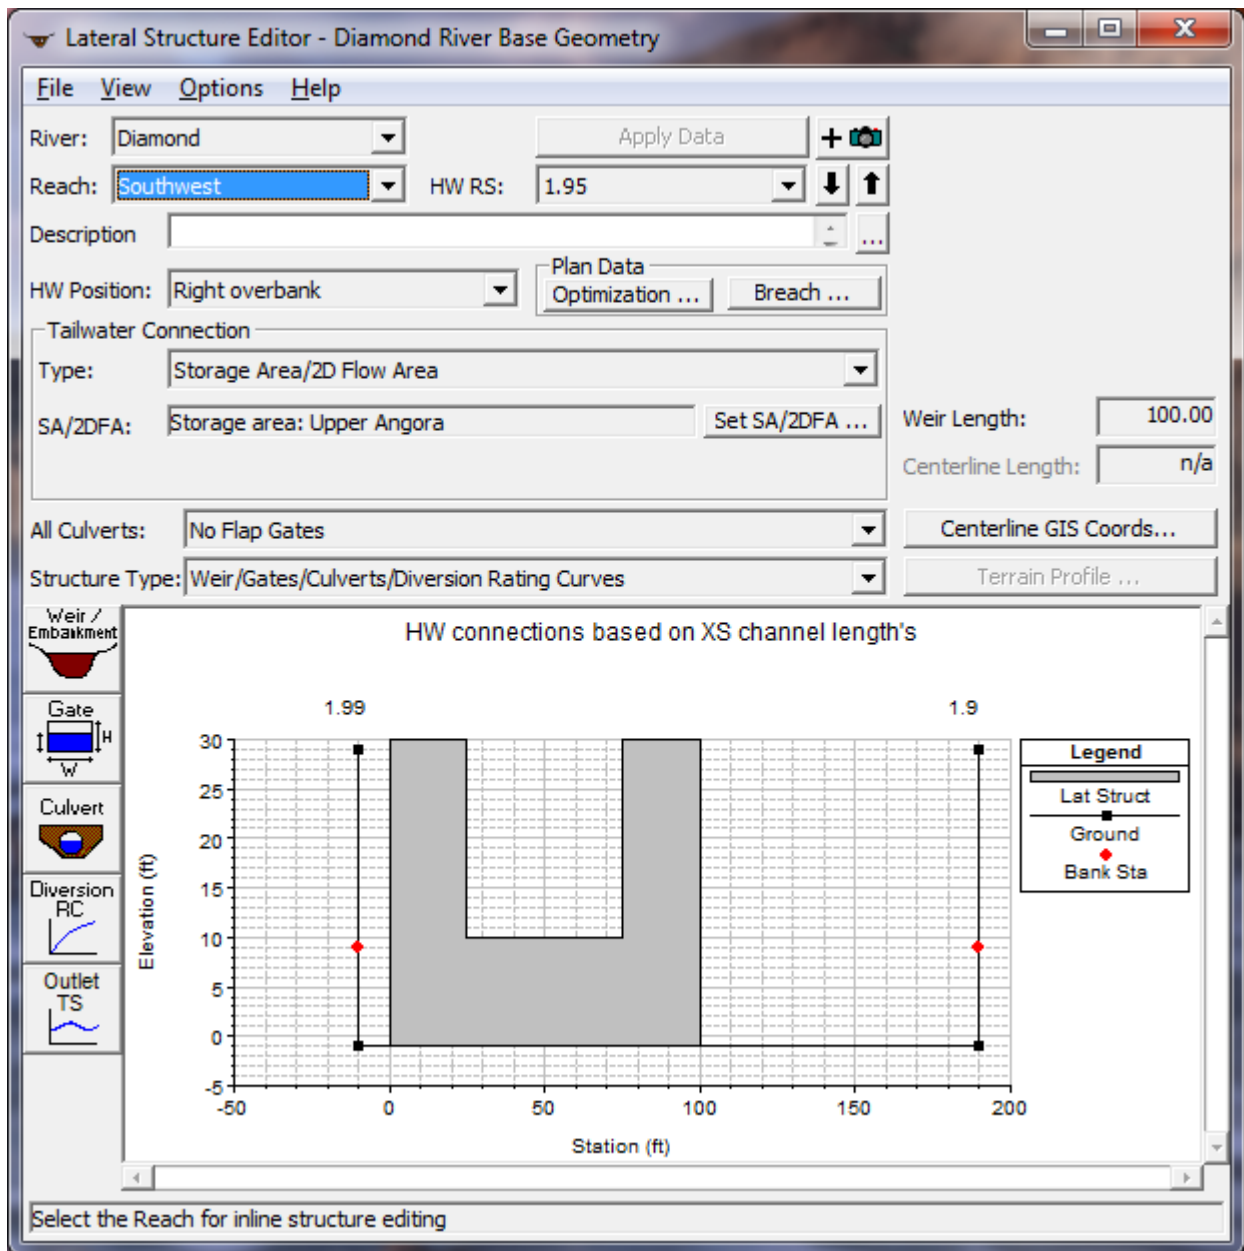 Lateral Structure Editor - Diamond River Base Geometry
File View Options Help
River: Diamond Apply Data +
Reach: Southwest HW RS: 1.95
Description ...
HW Position: Right overbank Plan Data Optimization ... Breach ...
Tailwater Connection
Type: Storage Area/2D Flow Area
SA/2DFA: Storage area: Upper Angora Set SA/2DFA ... Weir Length: 100.00
Centerline Length: n/a
All Culverts: No Flap Gates Centerline GIS Coords...
Structure Type: Weir/Gates/Culverts/Diversion Rating Curves Terrain Profile ...
Weir /
Embankment
Gate
H
W
Culvert
Diversion
RC
Outlet
TS
HW connections based on XS channel length's
1.99 1.9
30
25
20
15
10
5
0
-5
Elevation (ft)
-50 0 50 100 150 200
Station (ft)
Legend
Lat Struct
Ground
Bank Sta
Select the Reach for inline structure editing